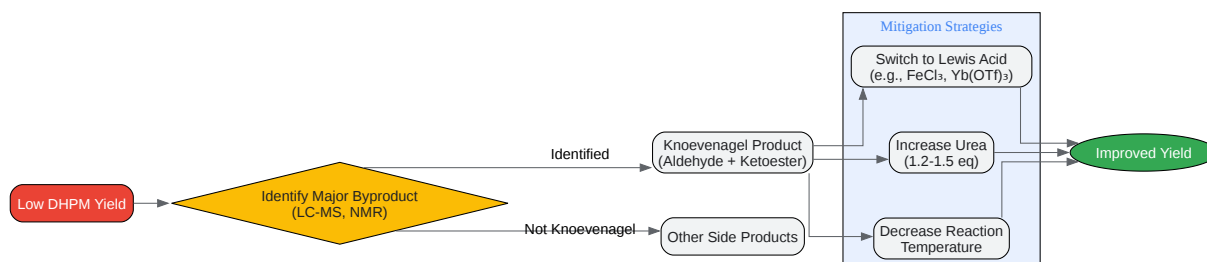 Mitigation Strategies
Switch to Lewis Acid
(e.g., FeCl₃, Yb(OTf)₃)
Identified
Knoevenagel Product
(Aldehyde + Ketoester)
Increase Urea
(1.2-1.5 eq)
Improved Yield
Low DHPM Yield
Identify Major Byproduct
(LC-MS, NMR)
Not Knoevenagel
Other Side Products
Decrease Reaction
Temperature